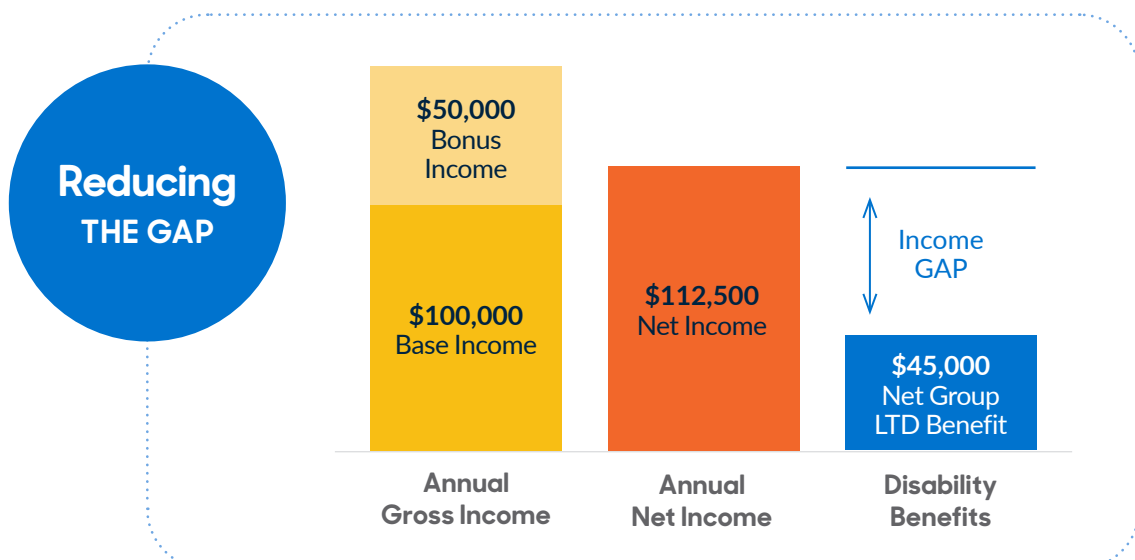 Reducing
THE GAP
$50,000
Bonus
Income
$100,000
Base Income
$112,500
Net Income
Income
GAP
$45,000
Net Group
LTD Benefit
Annual
Gross Income
Annual
Net Income
Disability
Benefits